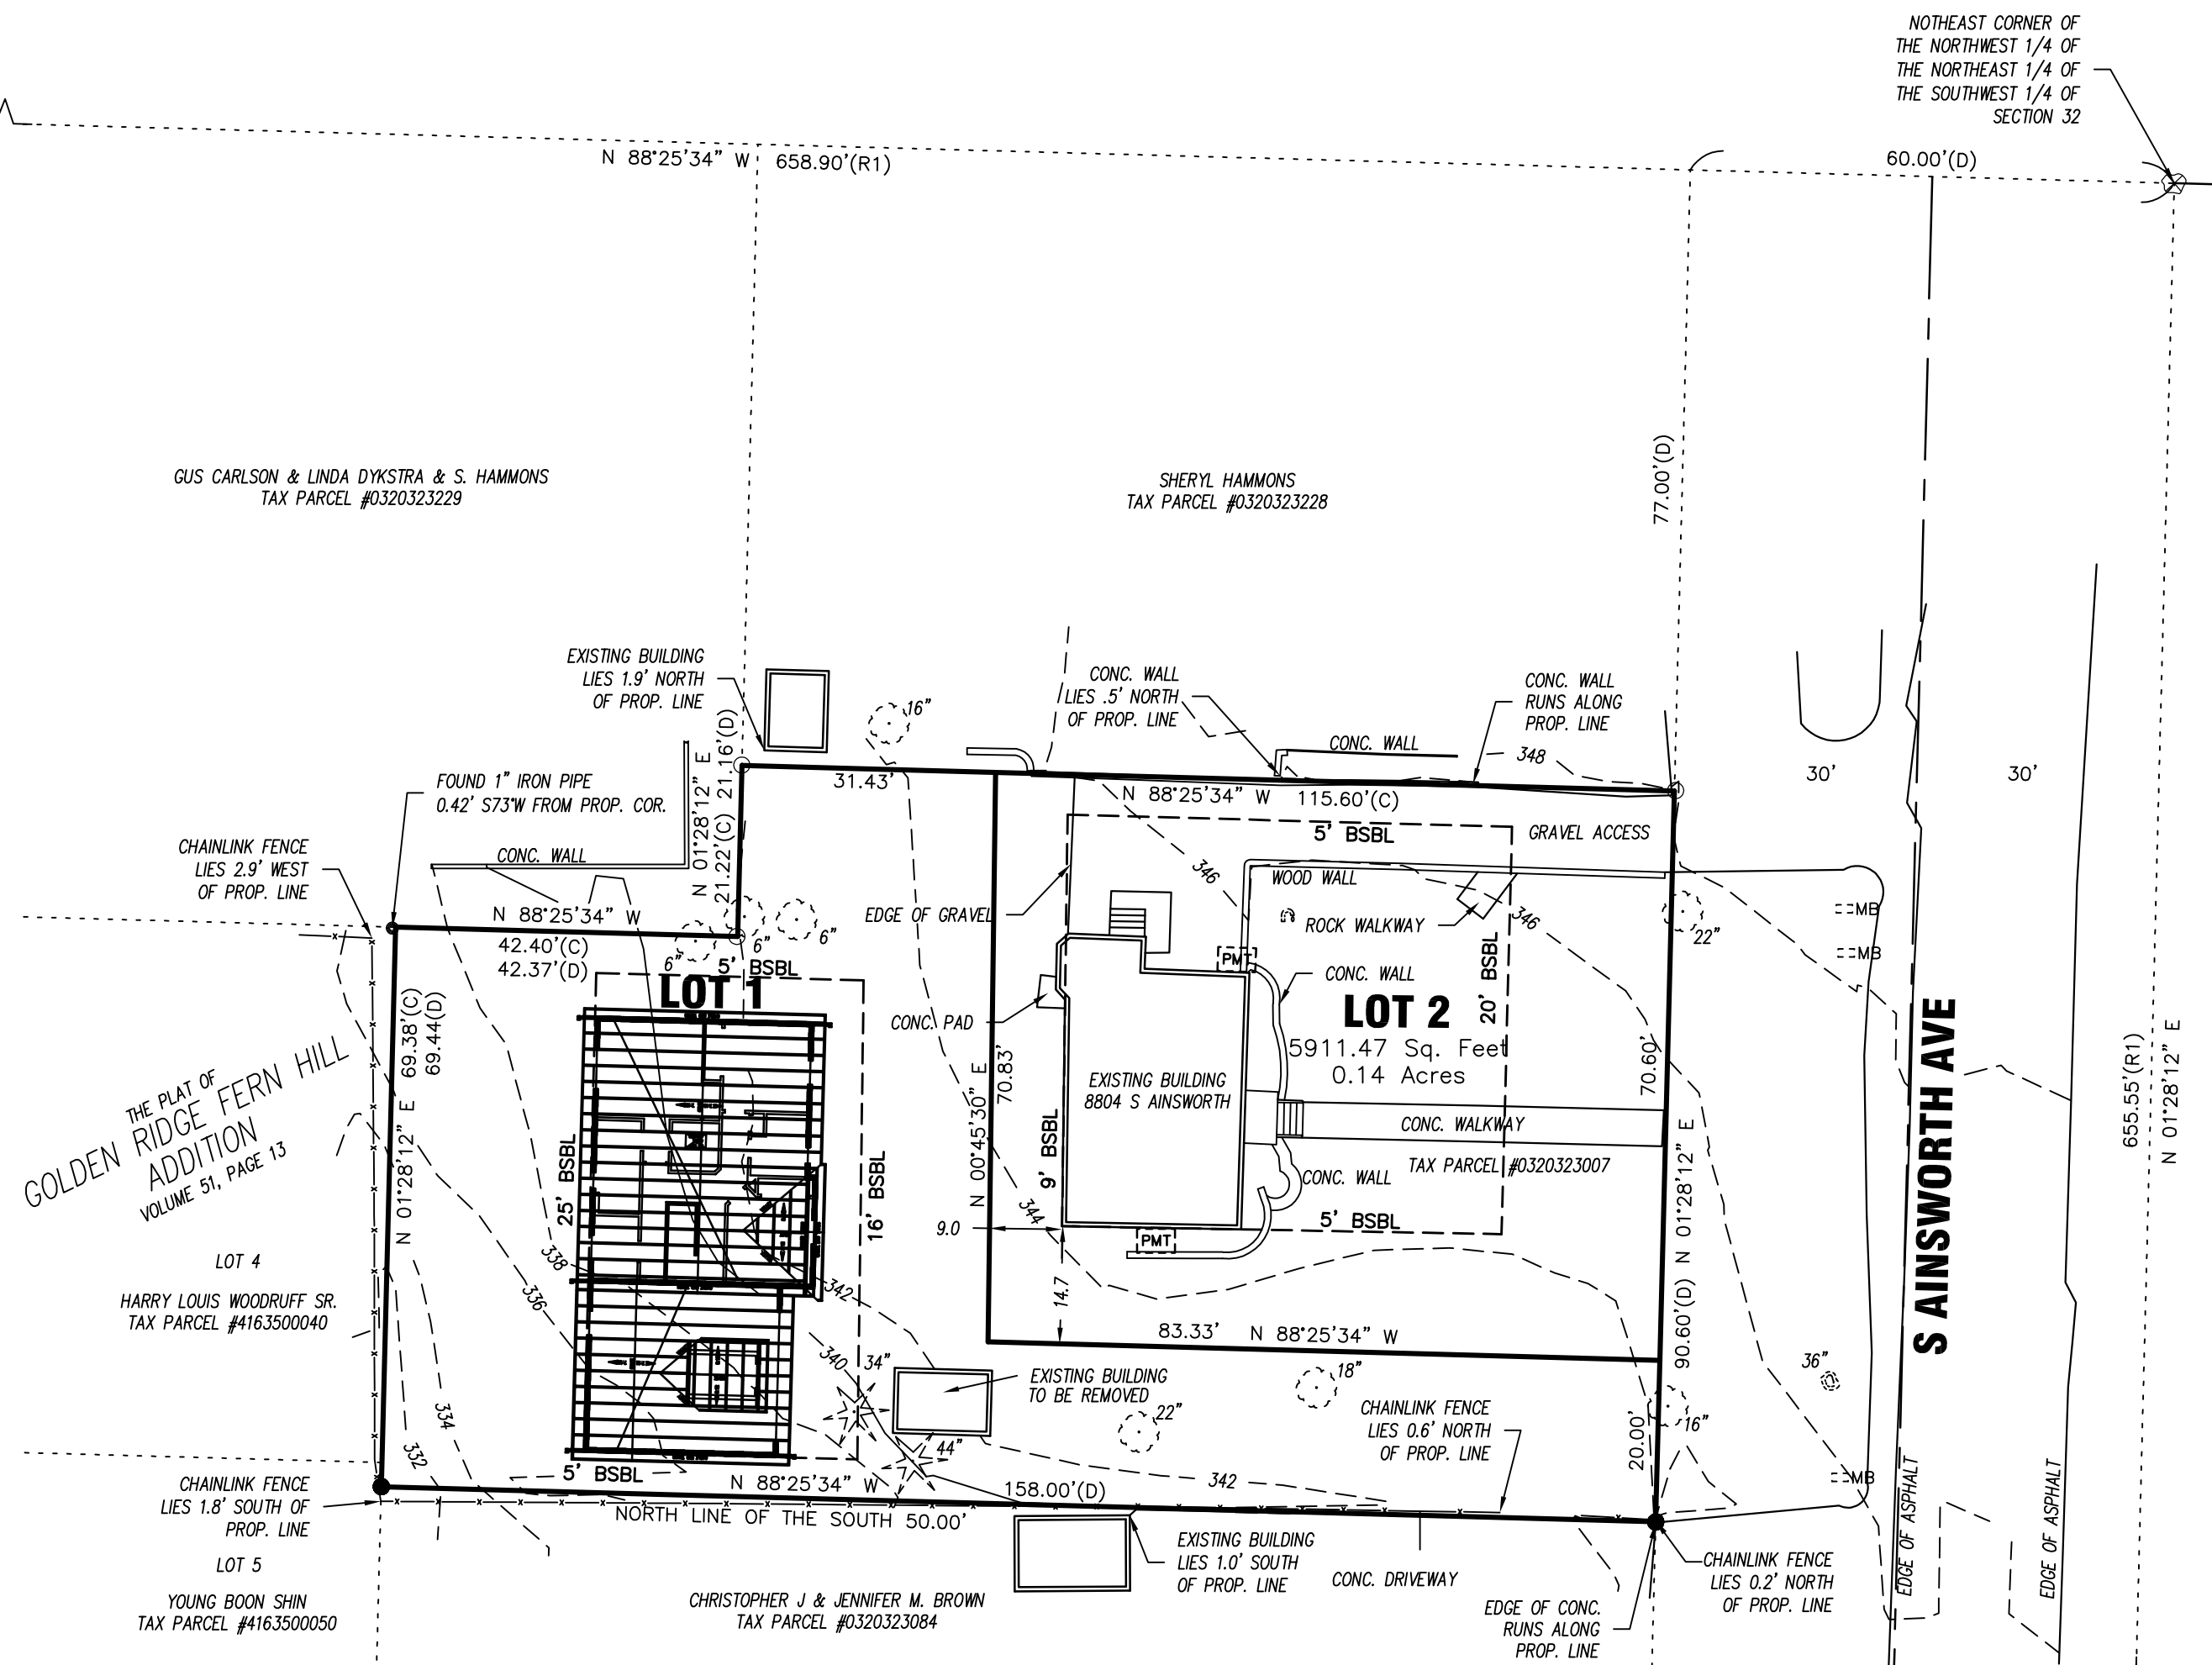 NOTHEAST CORNER OF
THE NORTHWEST 1/4 OF
THE NORTHEAST 1/4 OF
THE SOUTHWEST 1/4 OF
SECTION 32
N 88°25'34" W 658.90'(R1)
60.00'(D)
GUS CARLSON & LINDA DYKSTRA & S. HAMMONS
TAX PARCEL #0320323229
SHERYL HAMMONS
TAX PARCEL #0320323228
77.00'(D)
EXISTING BUILDING
LIES 1.9' NORTH
OF PROP. LINE
16"
CONC. WALL
LIES .5' NORTH
OF PROP. LINE
CONC. WALL
RUNS ALONG
PROP. LINE
CONC. WALL
348
30'
30'
FOUND 1" IRON PIPE
0.42' S73°W FROM PROP. COR.
N 01°28'12" E
21.16'(D)
21.22'(C)
31.43'
N 88°25'34" W 115.60'(C)
5' BSBL
GRAVEL ACCESS
CHAINLINK FENCE
LIES 2.9' WEST
OF PROP. LINE
CONC. WALL
346
WOOD WALL
EDGE OF GRAVEL
ROCK WALKWAY
346
22"
MB
MB
N 88°25'34" W
42.40'(C)
42.37'(D)
6"
6"
6"
5' BSBL
LOT 1
PMT
CONC. WALL
20' BSBL
LOT 2
5911.47 Sq. Feet
0.14 Acres
CONC. PAD
69.38'(C)
69.44(D)
N 01°28'12" E
THE PLAT OF
GOLDEN RIDGE FERN HILL
ADDITION
VOLUME 51, PAGE 13
70.83'
N 00°45'30" E
EXISTING BUILDING
8804 S AINSWORTH
70.60'
CONC. WALKWAY
TAX PARCEL #0320323007
CONC. WALL
5' BSBL
9' BSBL
25' BSBL
16' BSBL
N 01°28'12" E
90.60'(D)
S AINSWORTH AVE
655.55'(R1)
N 01°28'12" E
9.0
344
PMT
14.7
LOT 4
HARRY LOUIS WOODRUFF SR.
TAX PARCEL #4163500040
338
336
342
340
34"
83.33' N 88°25'34" W
36"
EXISTING BUILDING
TO BE REMOVED
18"
22"
CHAINLINK FENCE
LIES 0.6' NORTH
OF PROP. LINE
20.00'
16"
334
332
44"
342
MB
5' BSBL
N 88°25'34" W
158.00'(D)
NORTH LINE OF THE SOUTH 50.00'
CHAINLINK FENCE
LIES 1.8' SOUTH OF
PROP. LINE
LOT 5
YOUNG BOON SHIN
TAX PARCEL #4163500050
CHRISTOPHER J & JENNIFER M. BROWN
TAX PARCEL #0320323084
EXISTING BUILDING
LIES 1.0' SOUTH
OF PROP. LINE
CONC. DRIVEWAY
EDGE OF CONC.
RUNS ALONG
PROP. LINE
CHAINLINK FENCE
LIES 0.2' NORTH
OF PROP. LINE
EDGE OF ASPHALT
EDGE OF ASPHALT